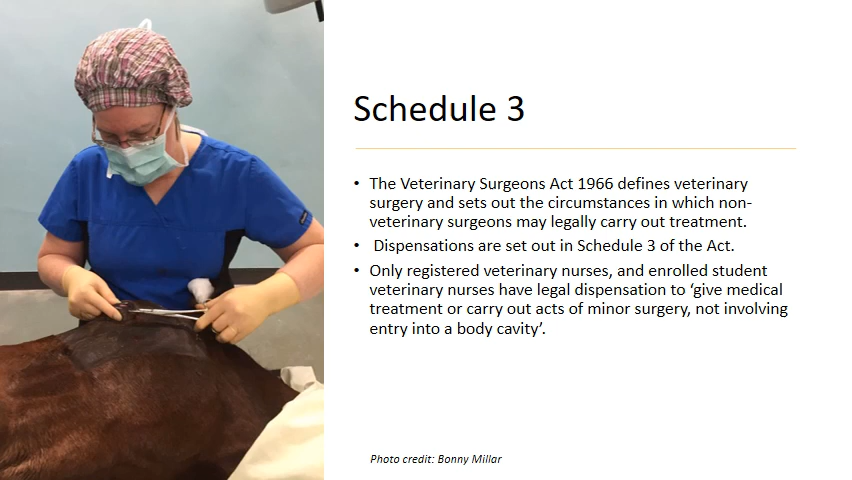 Schedule 3
• The Veterinary Surgeons Act 1966 defines veterinary
surgery and sets out the circumstances in which non-
veterinary surgeons may legally carry out treatment.
• Dispensations are set out in Schedule 3 of the Act.
• Only registered veterinary nurses, and enrolled student
veterinary nurses have legal dispensation to ‘give medical
treatment or carry out acts of minor surgery, not involving
entry into a body cavity’.
Photo credit: Bonny Millar